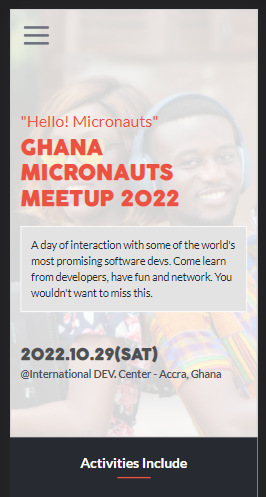 "Hello! Micronauts"
GHANA
MICRONAUTS
MEETUP 2022
A day of interaction with some of the world's
most promising software devs. Come learn
from developers, have fun and network. You
wouldn't want to miss this.
2022.10.29(SAT)
@International DEV. Center - Accra, Ghana
Activities Include